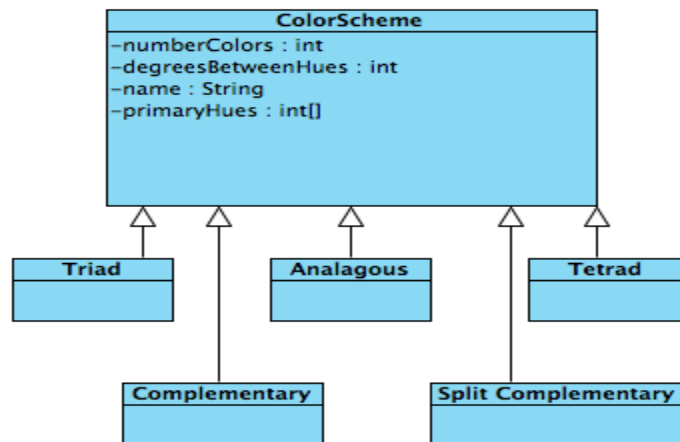 ColorScheme
-numberColors : int
-degreesBetweenHues : int
-name : String
-primaryHues : int[]
Triad
Analagous
Tetrad
Complementary
Split Complementary